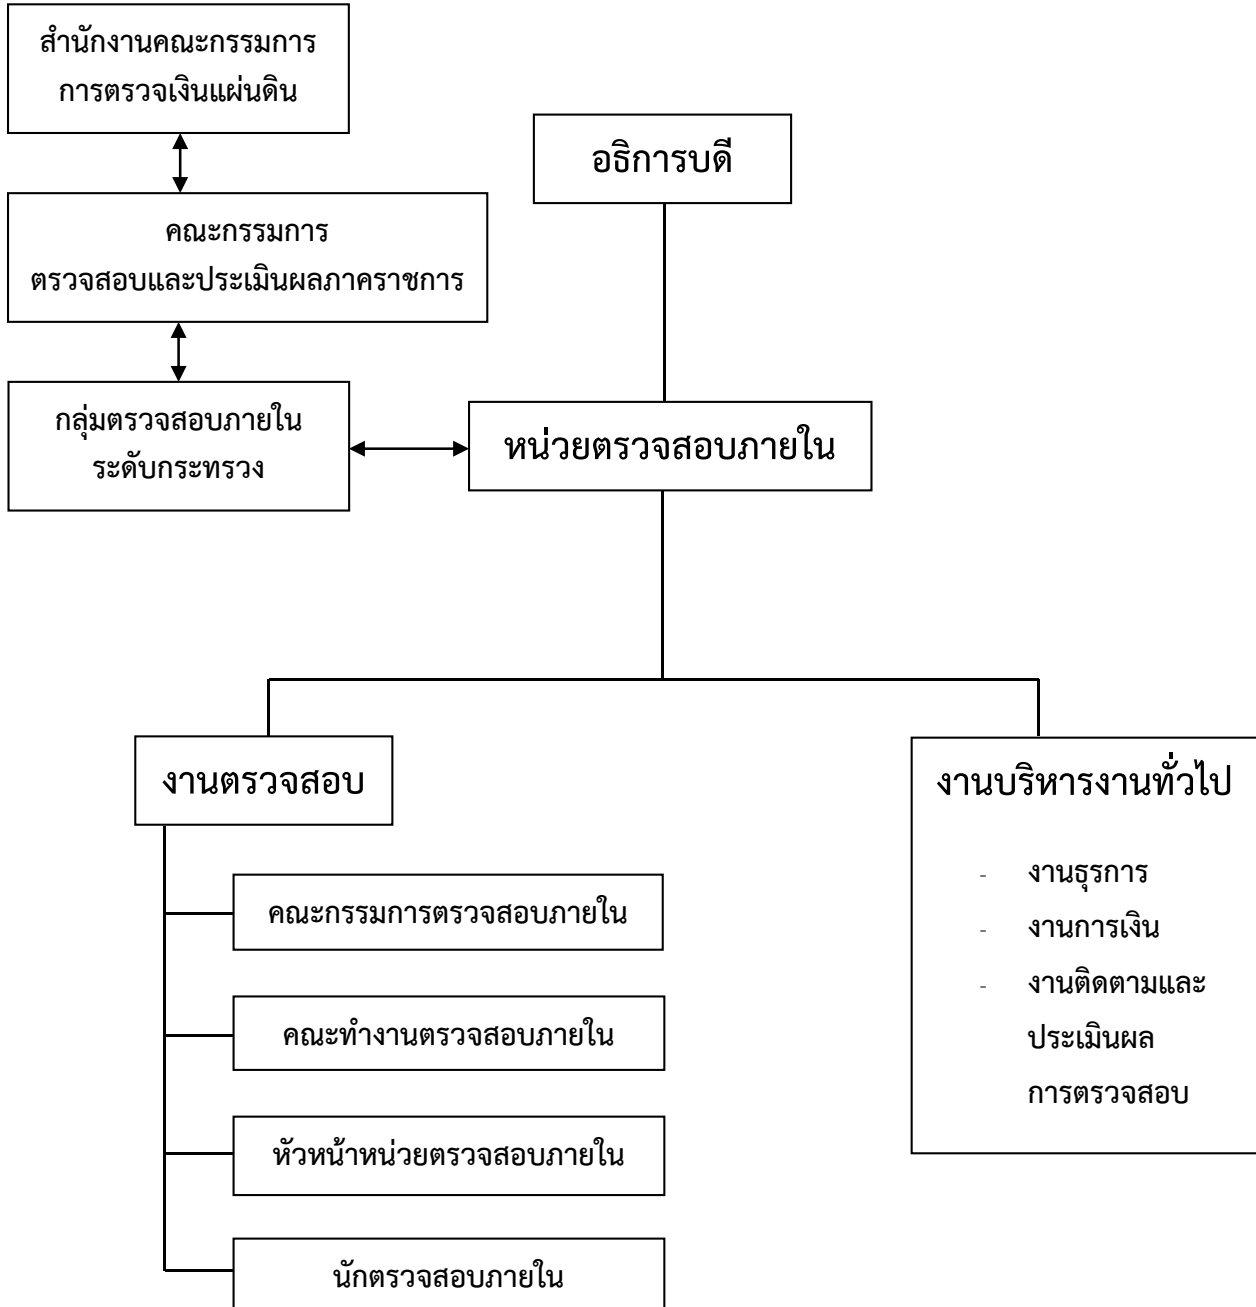 สำนักงานคณะกรรมการ
การตรวจเงินแผ่นดิน
อธิการบดี
คณะกรรมการ
ตรวจสอบและประเมินผลภาคราชการ
กลุ่มตรวจสอบภายใน
ระดับกระทรวง
หน่วยตรวจสอบภายใน
งานตรวจสอบ
คณะกรรมการตรวจสอบภายใน
คณะทำงานตรวจสอบภายใน
หัวหน้าหน่วยตรวจสอบภายใน
นักตรวจสอบภายใน
งานบริหารงานทั่วไป
- งานธุรการ
- งานการเงิน
- งานติดตามและ
ประเมินผล
การตรวจสอบ